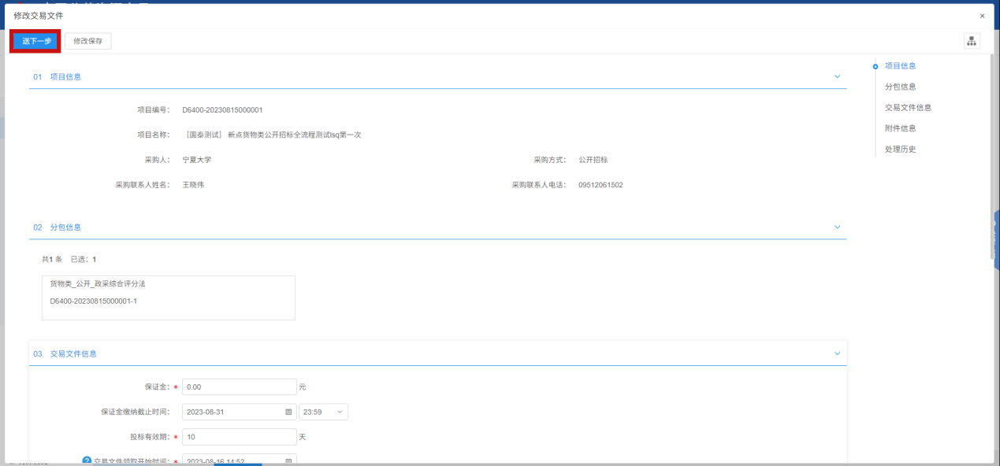 修改交易文件
×
送下一步 修改保存
01 项目信息
项目编号： D6400-20230815000001
项目名称： ［国泰测试］ 新点货物类公开招标全流程测试lsq第一次
采购人： 宁夏大学 采购方式： 公开招标
采购联系人姓名： 王晓伟 采购联系人电话： 09512061502
02 分包信息
共1 条 已选：1
货物类_公开_政采综合评分法
D6400-20230815000001-1
03 交易文件信息
保证金：* 0.00 元
保证金缴纳截止时间： 2023-08-31 23:59
投标有效期：* 10 天
? 交易文件领取开始时间：* 2023-08-16 14:52
项目信息
分包信息
交易文件信息
附件信息
处理历史